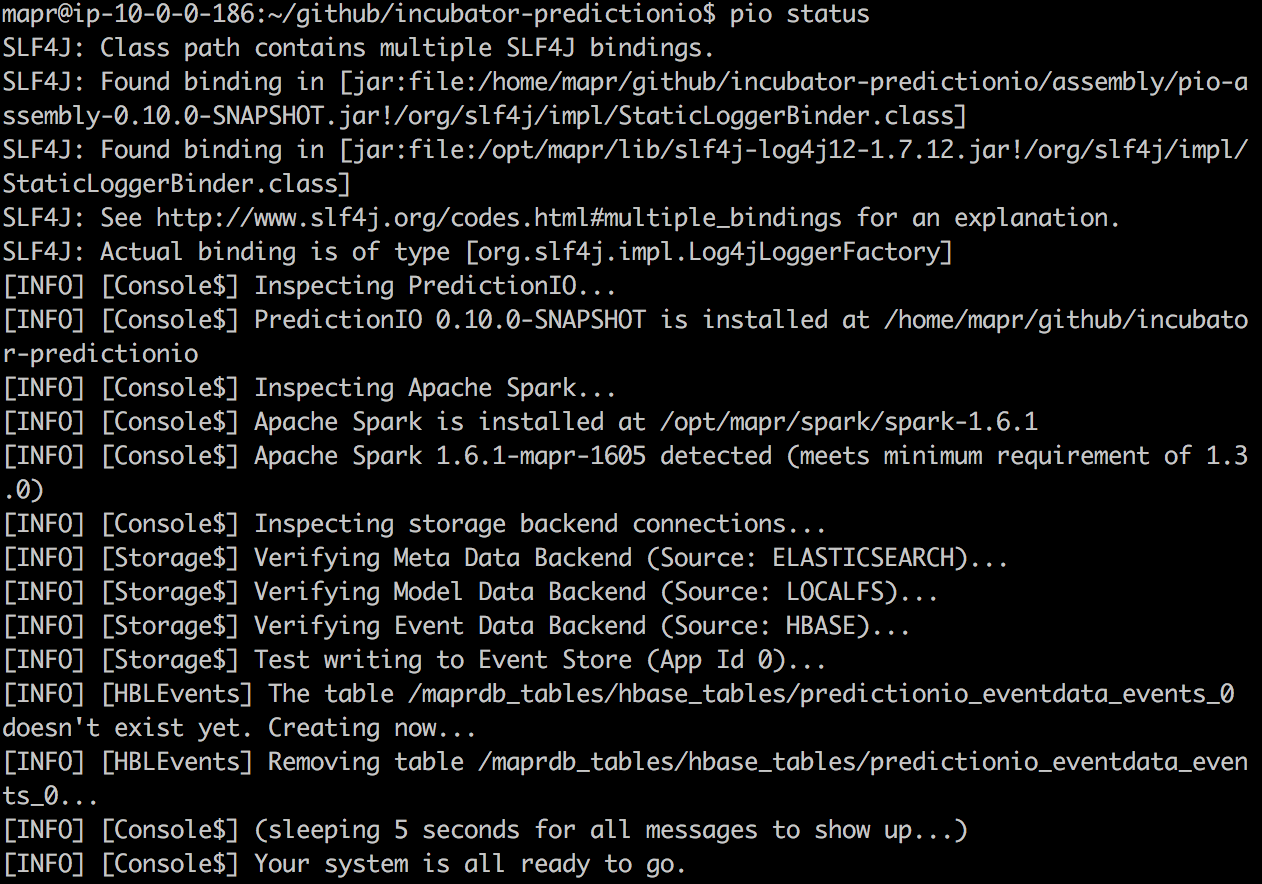 mapr@ip-10-0-0-186:~/github/incubator-predictionio$ pio status
SLF4J: Class path contains multiple SLF4J bindings.
SLF4J: Found binding in [jar:file:/home/mapr/github/incubator-predictionio/assembly/pio-a
ssembly-0.10.0-SNAPSHOT.jar!/org/slf4j/impl/StaticLoggerBinder.class]
SLF4J: Found binding in [jar:file:/opt/mapr/lib/slf4j-log4j12-1.7.12.jar!/org/slf4j/impl/
StaticLoggerBinder.class]
SLF4J: See http://www.slf4j.org/codes.html#multiple_bindings for an explanation.
SLF4J: Actual binding is of type [org.slf4j.impl.Log4jLoggerFactory]
[INFO] [Console$] Inspecting PredictionIO...
[INFO] [Console$] PredictionIO 0.10.0-SNAPSHOT is installed at /home/mapr/github/incubato
r-predictionio
[INFO] [Console$] Inspecting Apache Spark...
[INFO] [Console$] Apache Spark is installed at /opt/mapr/spark/spark-1.6.1
[INFO] [Console$] Apache Spark 1.6.1-mapr-1605 detected (meets minimum requirement of 1.3
.0)
[INFO] [Console$] Inspecting storage backend connections...
[INFO] [Storage$] Verifying Meta Data Backend (Source: ELASTICSEARCH)...
[INFO] [Storage$] Verifying Model Data Backend (Source: LOCALFS)...
[INFO] [Storage$] Verifying Event Data Backend (Source: HBASE)...
[INFO] [Storage$] Test writing to Event Store (App Id 0)...
[INFO] [HBLEvents] The table /maprdb_tables/hbase_tables/predictionio_eventdata_events_0
doesn't exist yet. Creating now...
[INFO] [HBLEvents] Removing table /maprdb_tables/hbase_tables/predictionio_eventdata_even
ts_0...
[INFO] [Console$] (sleeping 5 seconds for all messages to show up...)
[INFO] [Console$] Your system is all ready to go.